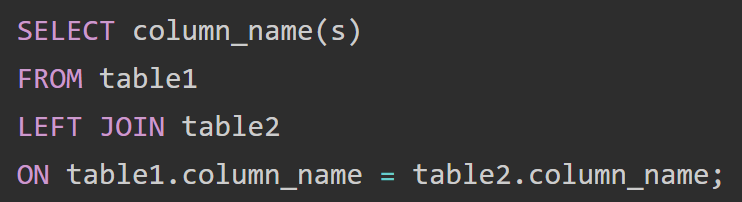 SELECT column_name(s)
FROM table1
LEFT JOIN table2
ON table1.column_name = table2.column_name;